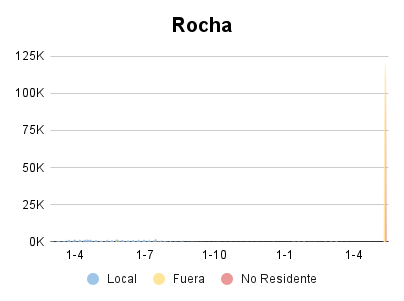 Rocha
125K
100K
75K
50K
25K
0K
1-4 1-7 1-10 1-1 1-4
Local Fuera No Residente